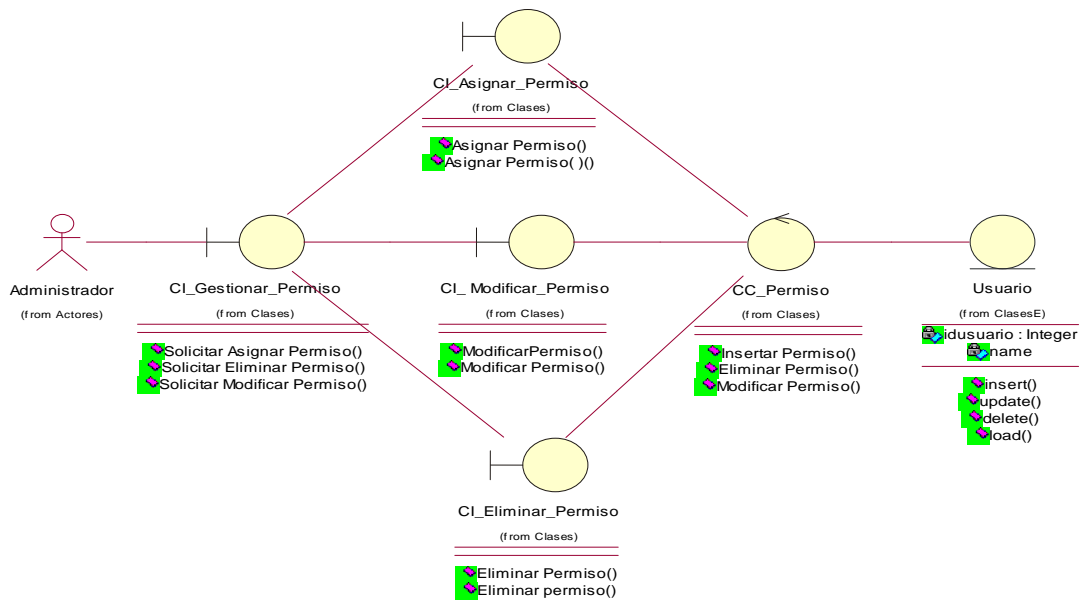 CI_Asignar_Permiso
(from Clases)
Asignar Permiso()
Asignar Permiso( )()
Administrador
(from Actores)
CI_Gestionar_Permiso
(from Clases)
Solicitar Asignar Permiso()
Solicitar Eliminar Permiso()
Solicitar Modificar Permiso()
CI_ Modificar_Permiso
(from Clases)
ModificarPermiso()
Modificar Permiso()
CC_Permiso
(from Clases)
Insertar Permiso()
Eliminar Permiso()
Modificar Permiso()
Usuario
(from ClasesE)
idusuario : Integer
name
insert()
update()
delete()
load()
CI_Eliminar_Permiso
(from Clases)
Eliminar Permiso()
Eliminar permiso()